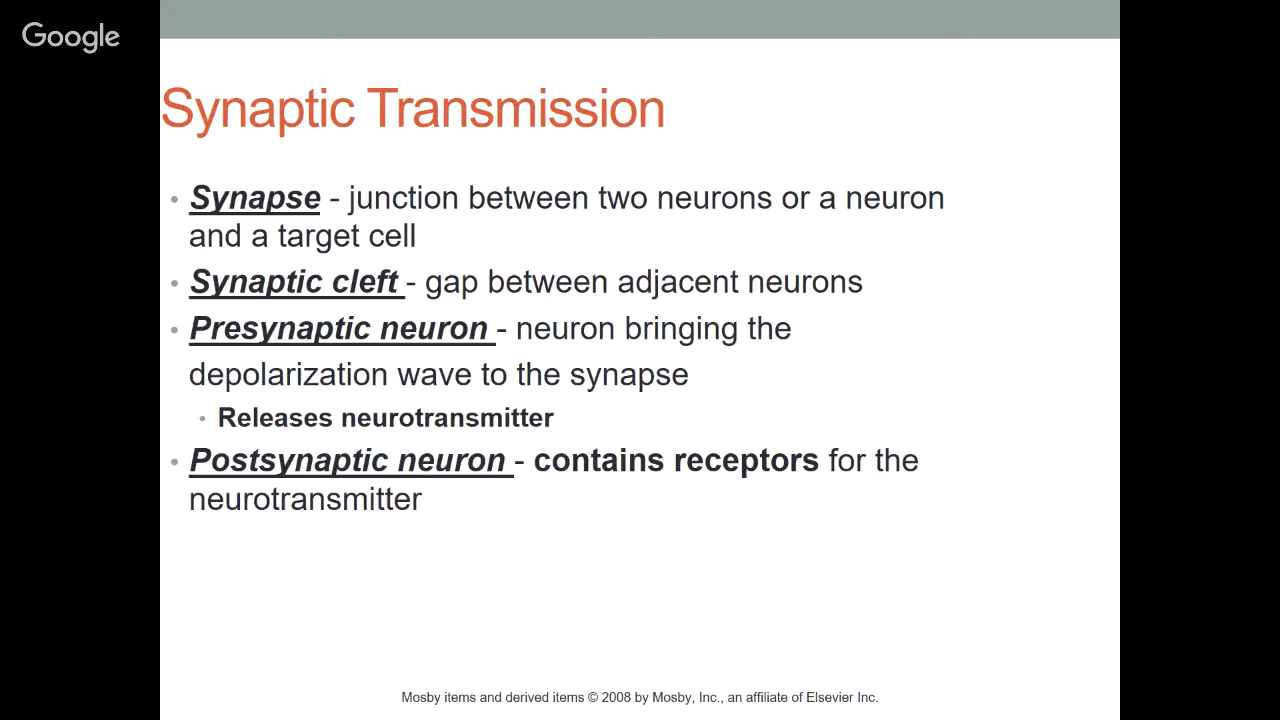 Google
Synaptic Transmission
• Synapse - junction between two neurons or a neuron
and a target cell
• Synaptic cleft - gap between adjacent neurons
• Presynaptic neuron - neuron bringing the
depolarization wave to the synapse
• Releases neurotransmitter
• Postsynaptic neuron - contains receptors for the
neurotransmitter
Mosby items and derived items © 2008 by Mosby, Inc., an affiliate of Elsevier Inc.